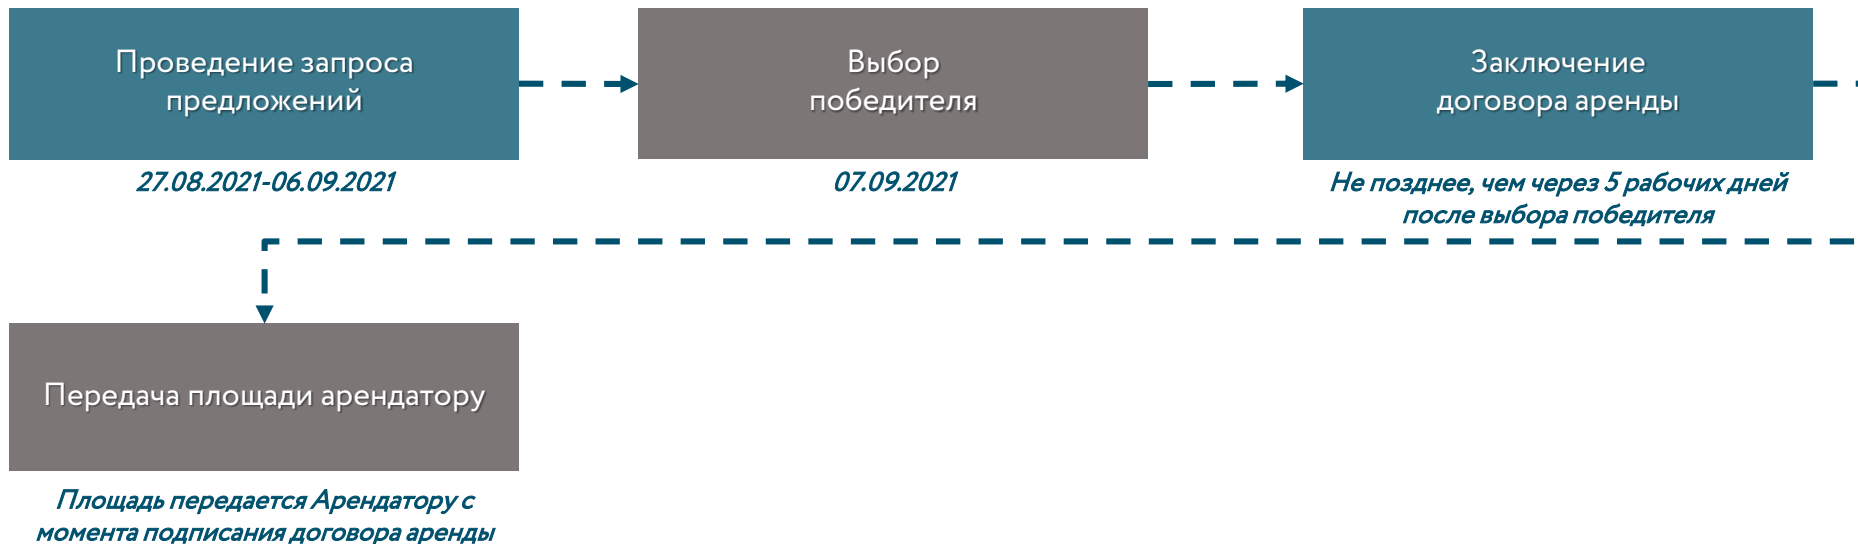 Проведение запроса
предложений
27.08.2021-06.09.2021
Выбор
победителя
07.09.2021
Заключение
договора аренды
Не позднее, чем через 5 рабочих дней
после выбора победителя
Передача площади арендатору
Площадь передается Арендатору с
момента подписания договора аренды